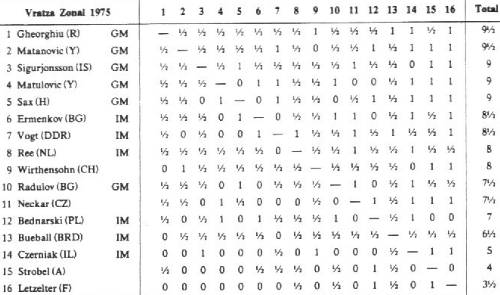 Vratza Zonal 1975 1 2 3 4 5 6 7 8 9 10 11 12 13 14 15 16 Total
1 Gheorghiu (R) GM — ½ ½ ½ ½ ½ ½ ½ 1 ½ ½ ½ 1 1 ½ 1 9½
2 Matanovic (Y) GM ½ — ½ ½ ½ ½ 1 ½ 0 ½ ½ 1 ½ 1 1 1 9½
3 Sigurjonsson (IS) GM ½ ½ — ½ 1 ½ ½ ½ ½ ½ 1 ½ ½ 0 1 1 9
4 Matulovic (Y) GM ½ ½ ½ — 0 1 1 ½ ½ 1 0 0 ½ 1 1 1 9
5 Sax (H) GM ½ ½ 0 1 — 0 1 ½ ½ 0 ½ 1 ½ 1 1 1 9
6 Ermenkov (BG) IM ½ ½ ½ 0 1 — 0 ½ ½ 1 1 0 ½ 1 1 ½ 8½
7 Vogt (DDR) IM ½ 0 ½ 0 0 1 — 1 ½ ½ 1 ½ 1 ½ ½ 1 8½
8 Ree (NL) IM ½ ½ ½ ½ ½ ½ 0 — ½ ½ 1 ½ ½ 1 ½ ½ 8
9 Wirthensohn (CH) 0 1 ½ ½ ½ ½ ½ ½ — ½ ½ ½ ½ 0 1 1 8
10 Radulov (BG) GM ½ ½ ½ 0 1 0 ½ ½ ½ — 1 0 ½ 1 ½ ½ 7½
11 Neckar (CZ) ½ ½ 0 1 ½ 0 0 0 ½ 0 — 1 ½ 1 1 1 7½
12 Bednarski (PL) IM ½ 0 ½ 1 0 1 ½ ½ ½ 1 0 — ½ 1 0 0 7
13 Bueball (BRD) IM 0 ½ ½ ½ ½ ½ 0 ½ ½ ½ ½ ½ — ½ ½ ½ 6½
14 Czerniak (IL) IM 0 0 1 0 0 0 ½ 0 1 0 0 0 ½ — 1 1 5
15 Strobel (A) ½ 0 0 0 0 0 ½ ½ 0 ½ 0 1 ½ 0 — 0 4
16 Letzelter (F) 0 0 0 0 0 ½ 0 ½ 0 ½ 0 1 ½ 0 1 — 3½